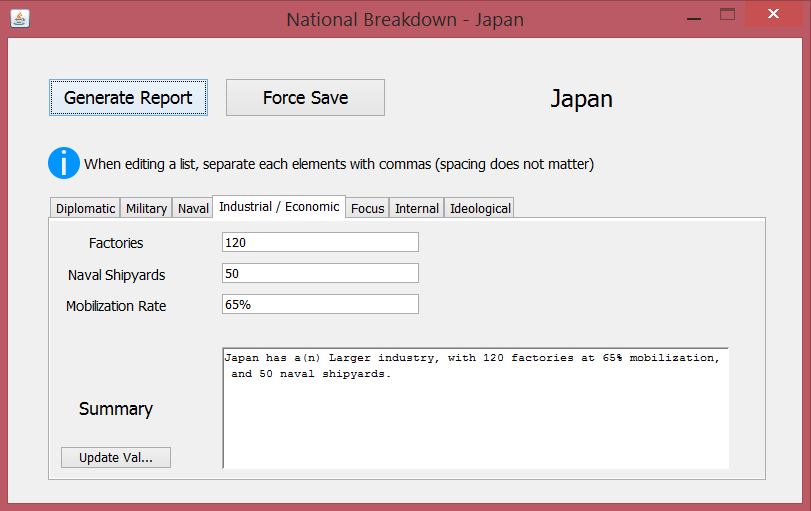 National Breakdown - Japan
Generate Report
Force Save
Japan
i
When editing a list, separate each elements with commas (spacing does not matter)
Diplomatic
Military
Naval
Industrial / Economic
Focus
Internal
Ideological
Factories
120
Naval Shipyards
50
Mobilization Rate
65%
Japan has a(n) Larger industry, with 120 factories at 65% mobilization,
and 50 naval shipyards.
Summary
Update Val...